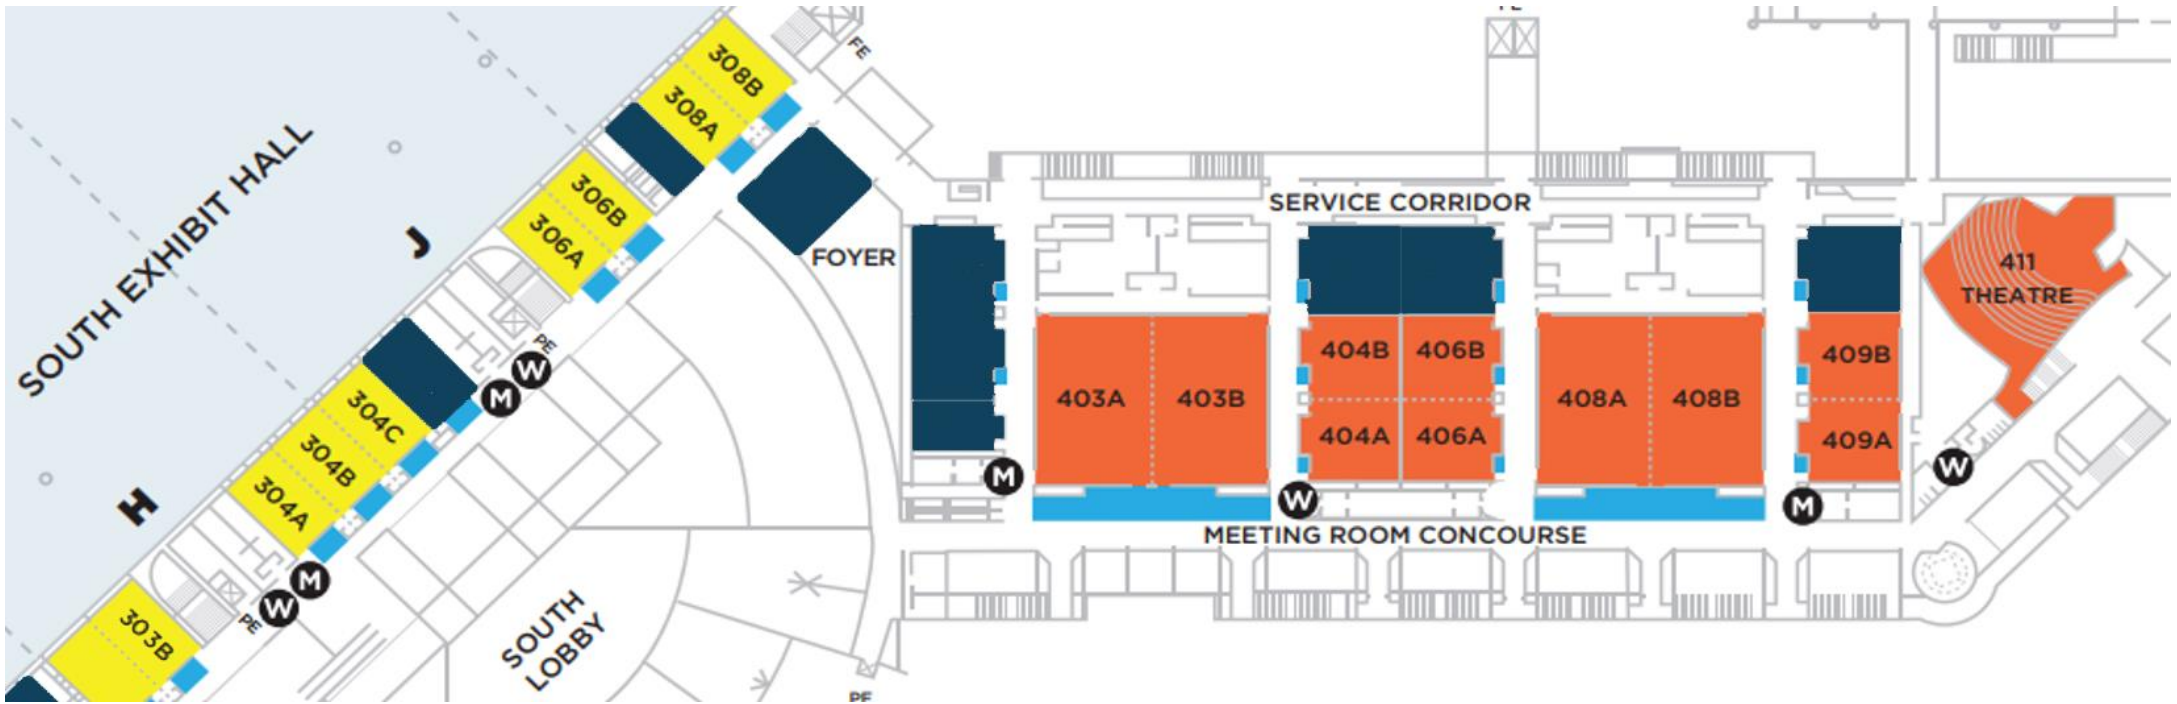 FE
308B
308A
306B
306A
SOUTH EXHIBIT HALL
J
H
FOYER
PE
W
M
304C
304B
304A
M
W
PE
303B
SOUTH
LOBBY
PE
SERVICE CORRIDOR
403A
403B
404B
406B
404A
406A
408A
408B
409B
409A
411
THEATRE
M
W
M
W
MEETING ROOM CONCOURSE